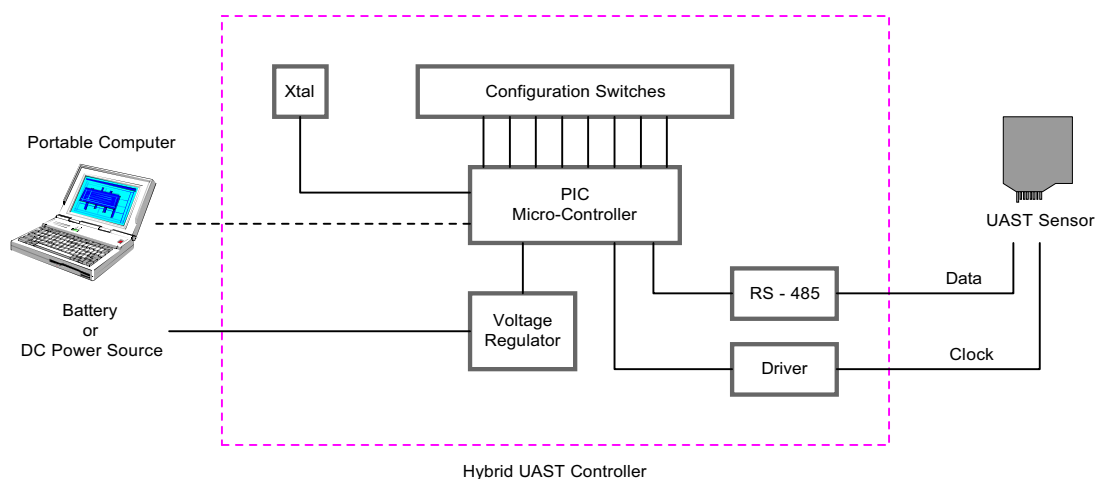 Xtal
Configuration Switches
Portable Computer
PIC
Micro-Controller
UAST Sensor
Data
RS - 485
Battery
or
DC Power Source
Voltage
Regulator
Clock
Driver
Hybrid UAST Controller